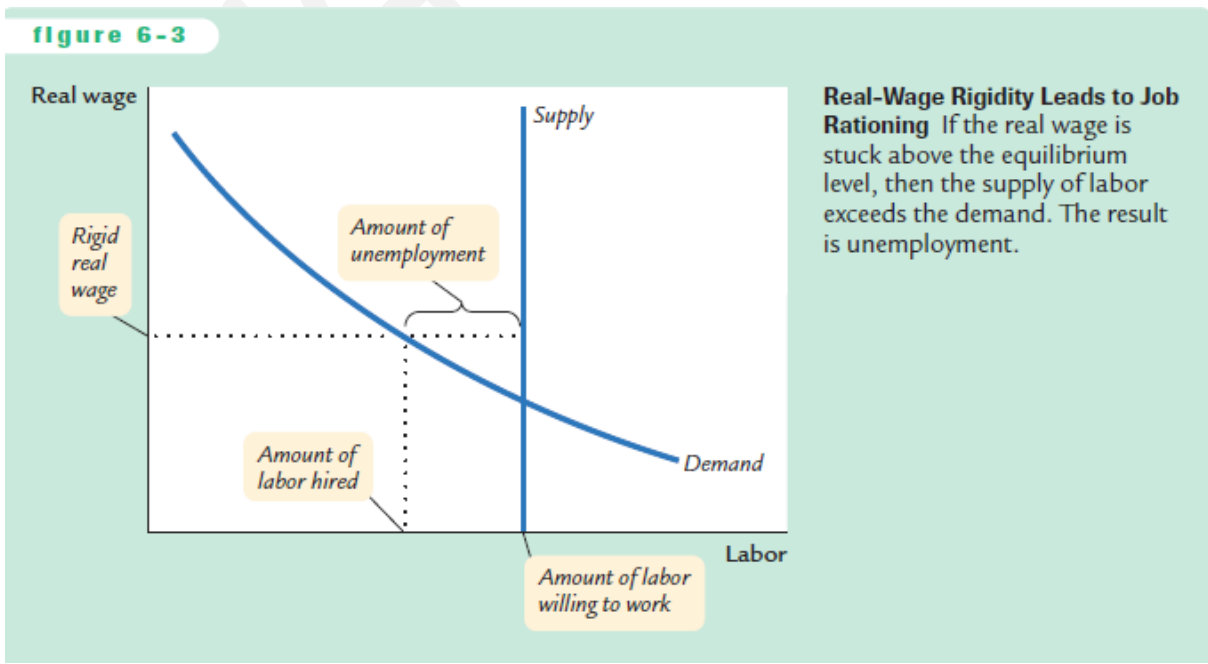 figure 6-3
Real wage
Supply
Rigid
real
wage
Amount of
unemployment
Amount of
labor hired
Demand
Labor
Amount of labor
willing to work
Real-Wage Rigidity Leads to Job
Rationing If the real wage is
stuck above the equilibrium
level, then the supply of labor
exceeds the demand. The result
is unemployment.